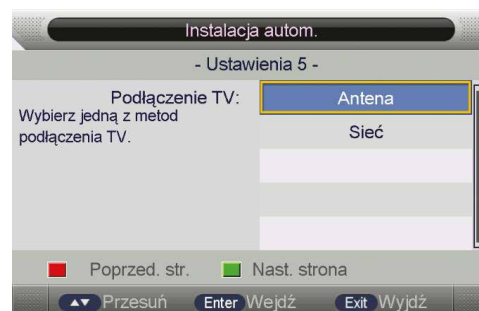 Instalacja autom.
- Ustawienia 5 -
Podłączenie TV:
Wybierz jedną z metod
podłączenia TV.
Antena
Sieć
Poprzed. str. Nast. strona
Przesuń Enter Wejdź Exit Wyjdź